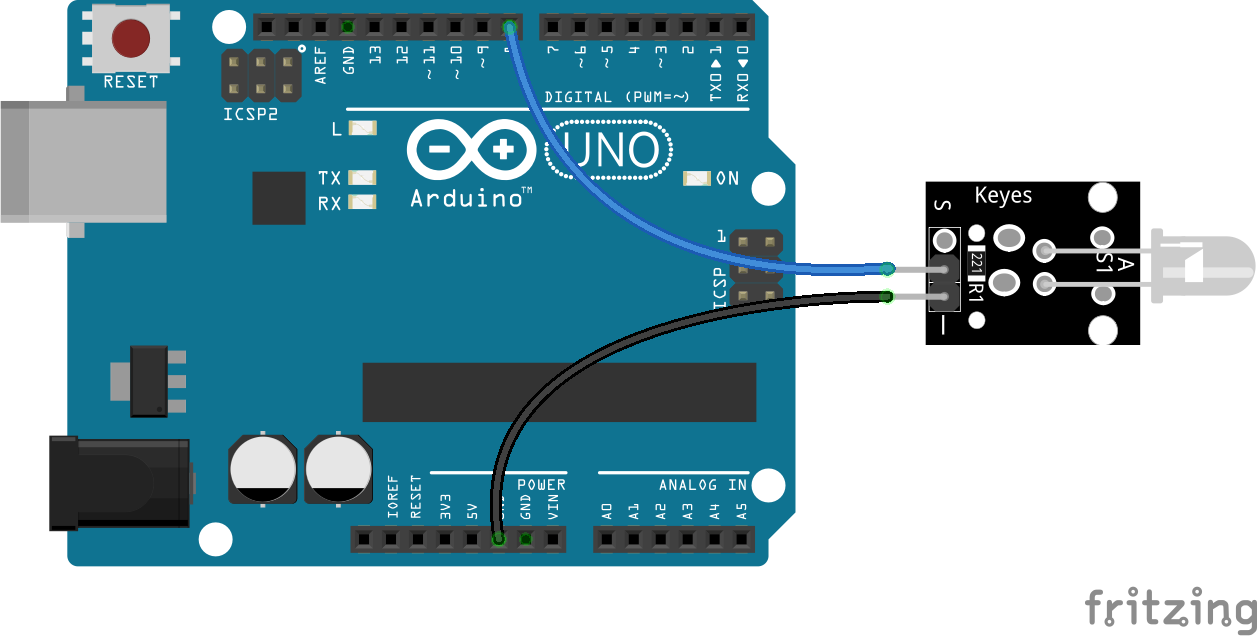 RESET
ICSP2
AREF
GND
13
12
~11
~10
~9
7
~6
~5
4
~3
2
TX0▶1
RX0◀0
DIGITAL (PWM=~)
L
TX
RX
Arduino™
UNO
ON
1
ICSP
S
Keyes
221
R1
S1
A
POWER
ANALOG IN
IOREF
RESET
3V3
5V
GND
VIN
A0
A1
A2
A3
A4
A5
fritzing